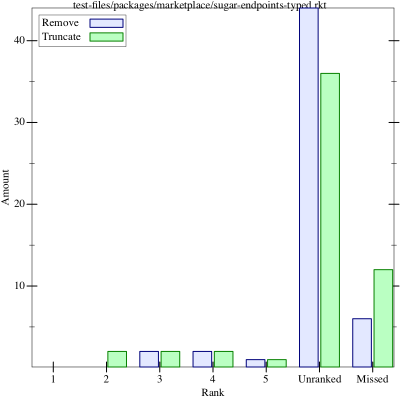 test-files/packages/marketplace/sugar-endpoints-typed.rkt
Remove
Truncate
40
30
20
10
Amount
1 2 3 4 5 Unranked Missed
Rank